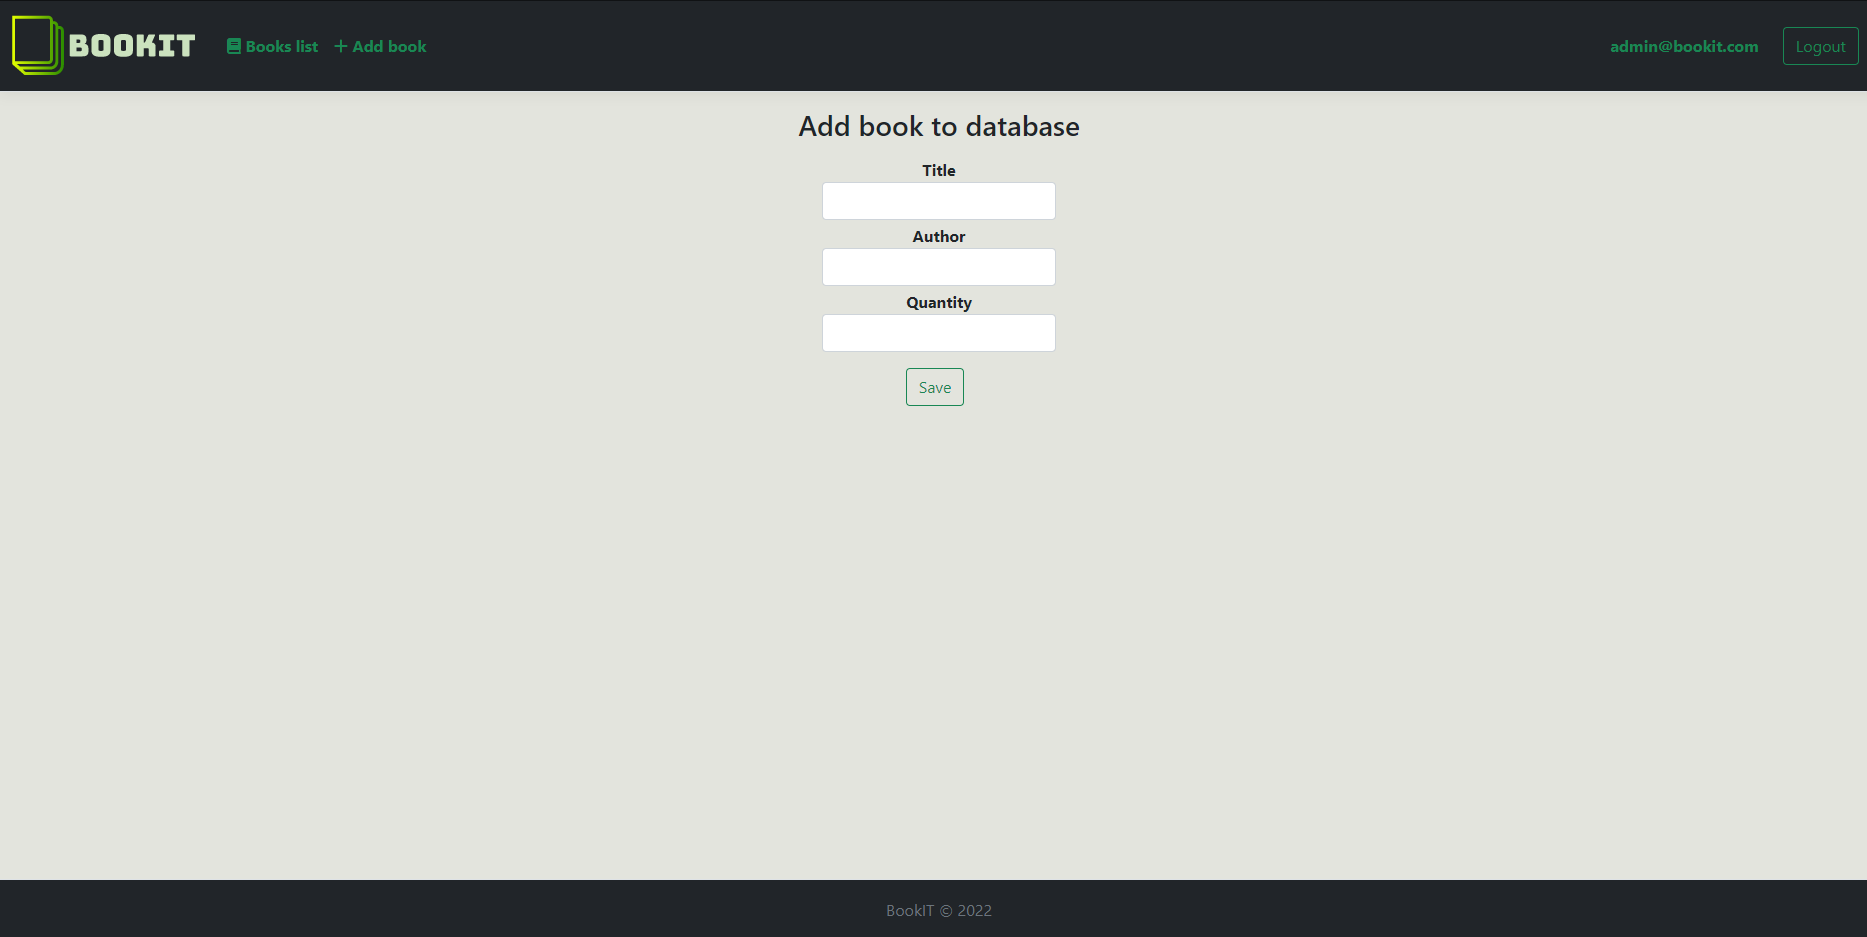 BOOKIT Books list + Add book admin@bookit.com Logout
Add book to database
Title
Author
Quantity
Save
BookIT © 2022